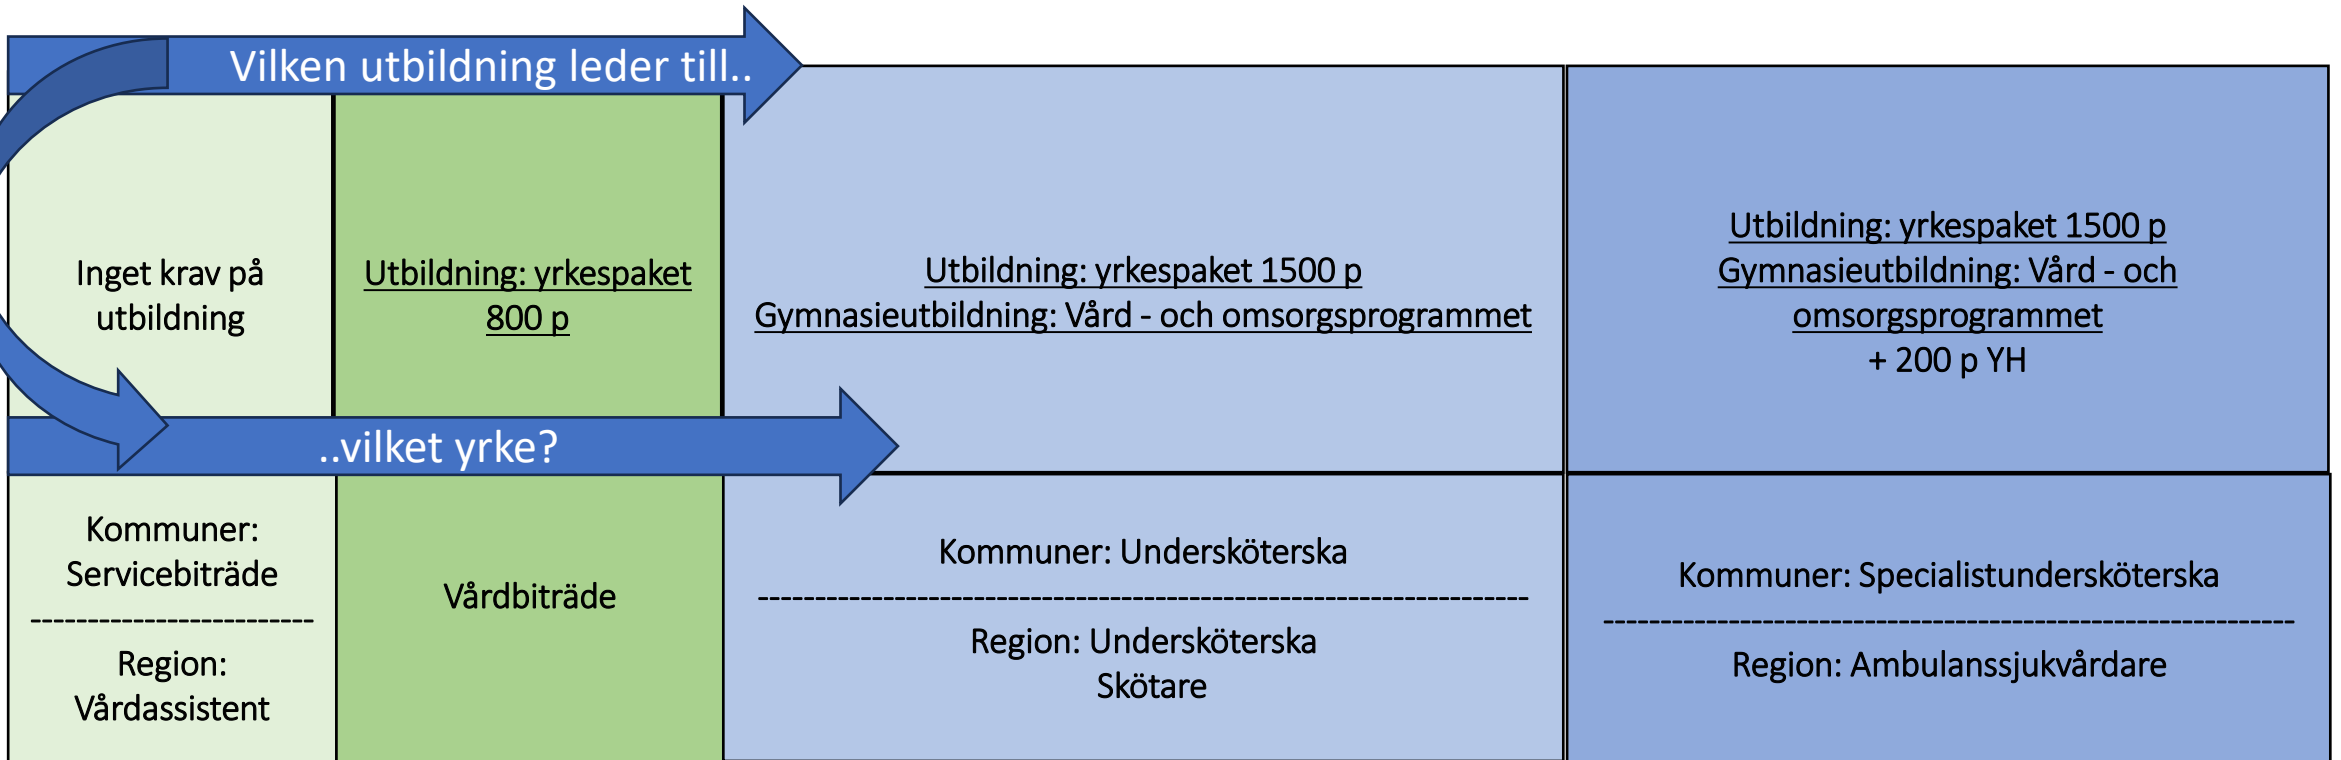 Vilken utbildning leder till..
Inget krav på
utbildning
Utbildning: yrkespaket
800 p
Utbildning: yrkespaket 1500 p
Gymnasieutbildning: Vård - och omsorgsprogrammet
Utbildning: yrkespaket 1500 p
Gymnasieutbildning: Vård - och
omsorgsprogrammet
+ 200 p YH
..vilket yrke?
Kommuner:
Servicebiträde
-------------------------
Region:
Vårdassistent
Vårdbiträde
Kommuner: Undersköterska
--------------------------------------------------------------------
Region: Undersköterska
Skötare
Kommuner: Specialistundersköterska
-------------------------------------------------------------
Region: Ambulanssjukvårdare